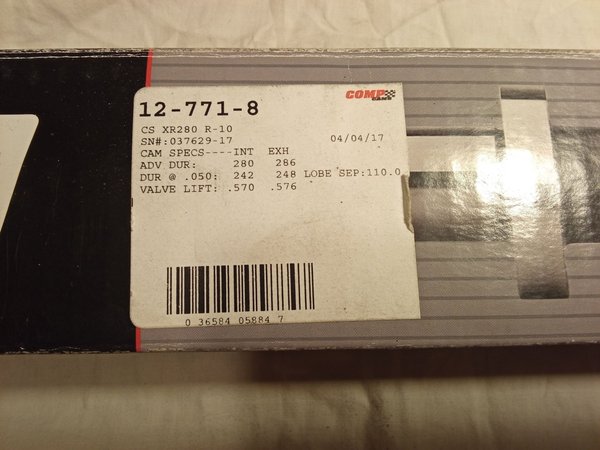 COMP
CAMS
12-771-8
CS XR280 R-10
SN#:037629-17 04/04/17
CAM SPECS----INT EXH
ADV DUR: 280 286
DUR @ .050: 242 248 LOBE SEP:110.0
VALVE LIFT: .570 .576
0 36584 05884 7